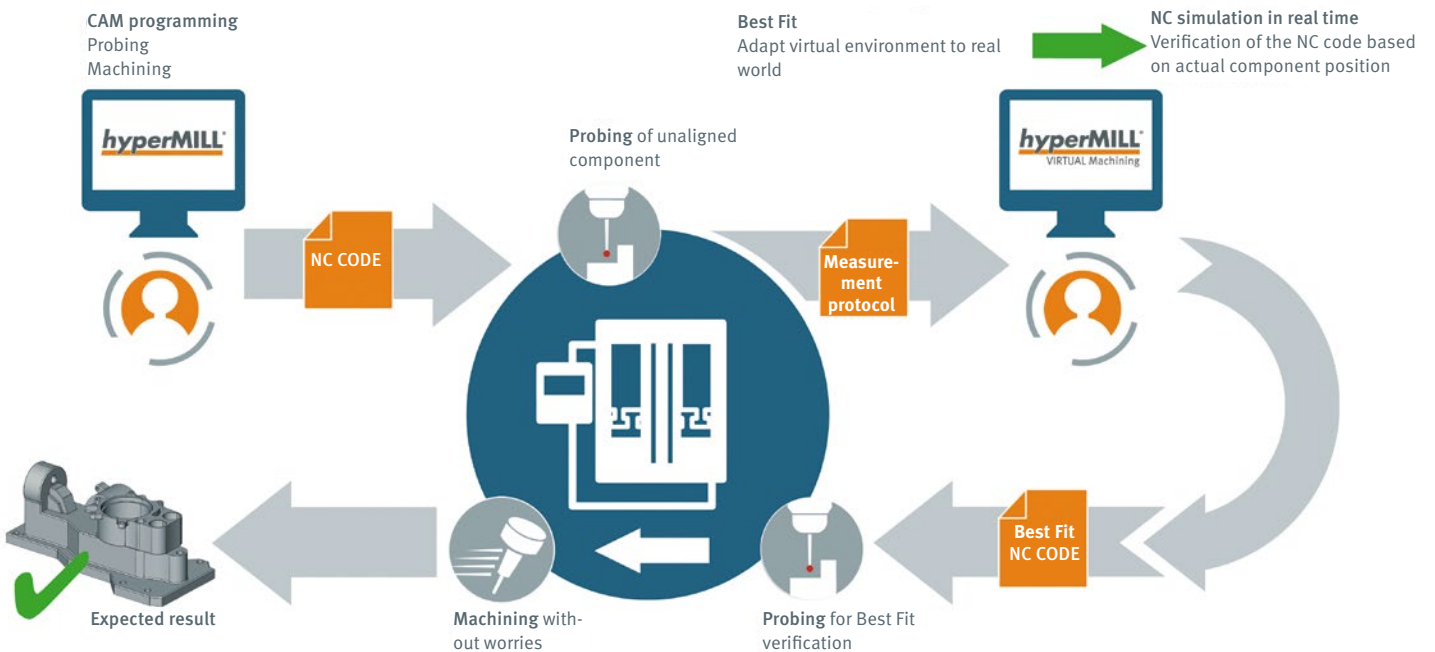 CAM programming
Probing
Machining
hyperMILL®
NC CODE
Probing of unaligned
component
Best Fit
Adapt virtual environment to real
world
NC simulation in real time
Verification of the NC code based
on actual component position
Measure-
ment
protocol
hyperMILL®
VIRTUAL Machining
Best Fit
NC CODE
Probing for Best Fit
verification
Machining with-
out worries
Expected result